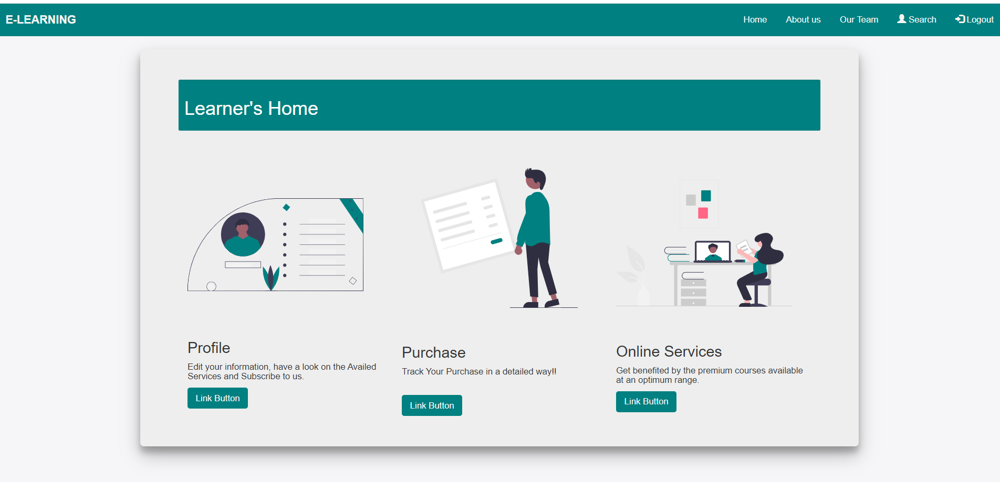 E-LEARNING
Home
About us
Our Team
Search
Logout
Learner's Home
Profile
Edit your information, have a look on the Availed
Services and Subscribe to us.
Link Button
Purchase
Track Your Purchase in a detailed way!!
Link Button
Online Services
Get benefited by the premium courses available
at an optimum range.
Link Button